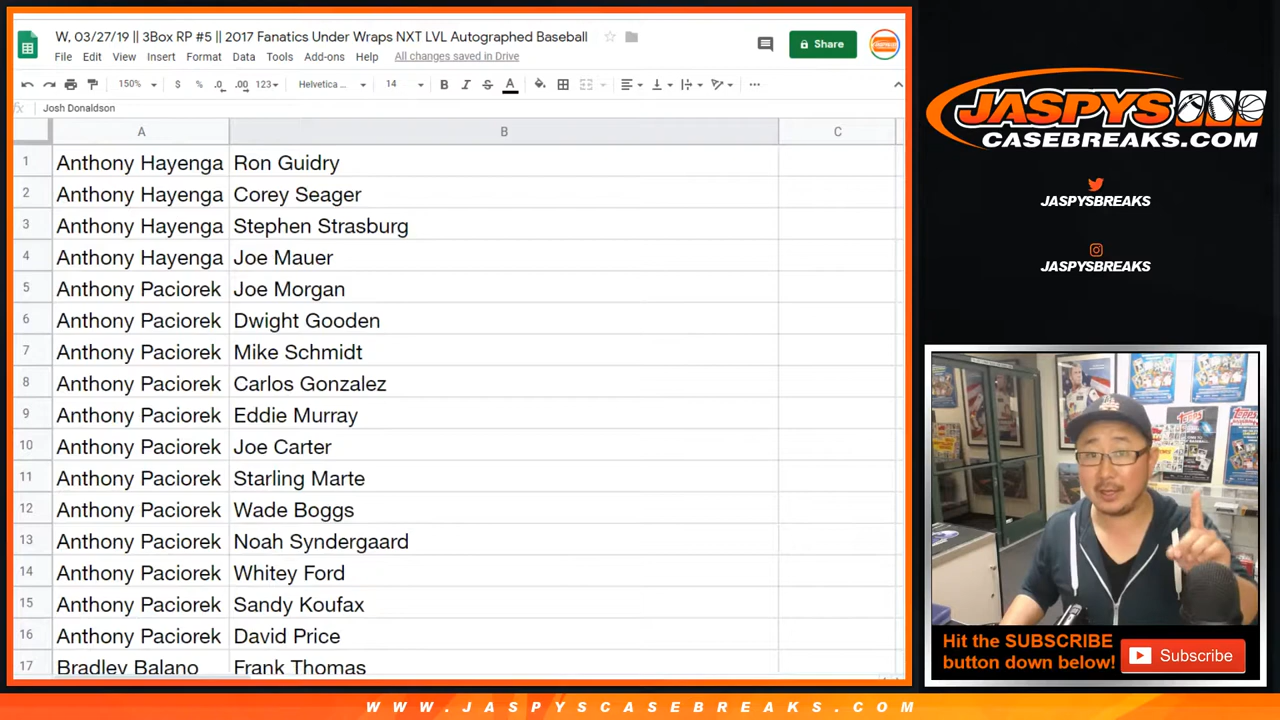 W, 03/27/19 || 3Box RP #5 || 2017 Fanatics Under Wraps NXT LVL Autographed Baseball
File Edit View Insert Format Data Tools Add-ons Help All changes saved in Drive
Share
150% $ % .0 .00 123 Helvetica ... 14 B I S A
fx Josh Donaldson
A B C
1 Anthony Hayenga Ron Guidry
2 Anthony Hayenga Corey Seager
3 Anthony Hayenga Stephen Strasburg
4 Anthony Hayenga Joe Mauer
5 Anthony Paciorek Joe Morgan
6 Anthony Paciorek Dwight Gooden
7 Anthony Paciorek Mike Schmidt
8 Anthony Paciorek Carlos Gonzalez
9 Anthony Paciorek Eddie Murray
10 Anthony Paciorek Joe Carter
11 Anthony Paciorek Starling Marte
12 Anthony Paciorek Wade Boggs
13 Anthony Paciorek Noah Syndergaard
14 Anthony Paciorek Whitey Ford
15 Anthony Paciorek Sandy Koufax
16 Anthony Paciorek David Price
17 Bradley Balano Frank Thomas
JASPYS
CASEBREAKS.COM
JASPYSBREAKS
JASPYSBREAKS
TOPPS
Hit the SUBSCRIBE
button down below!
Subscribe
WWW.JASPYSCASEBREAKS.COM